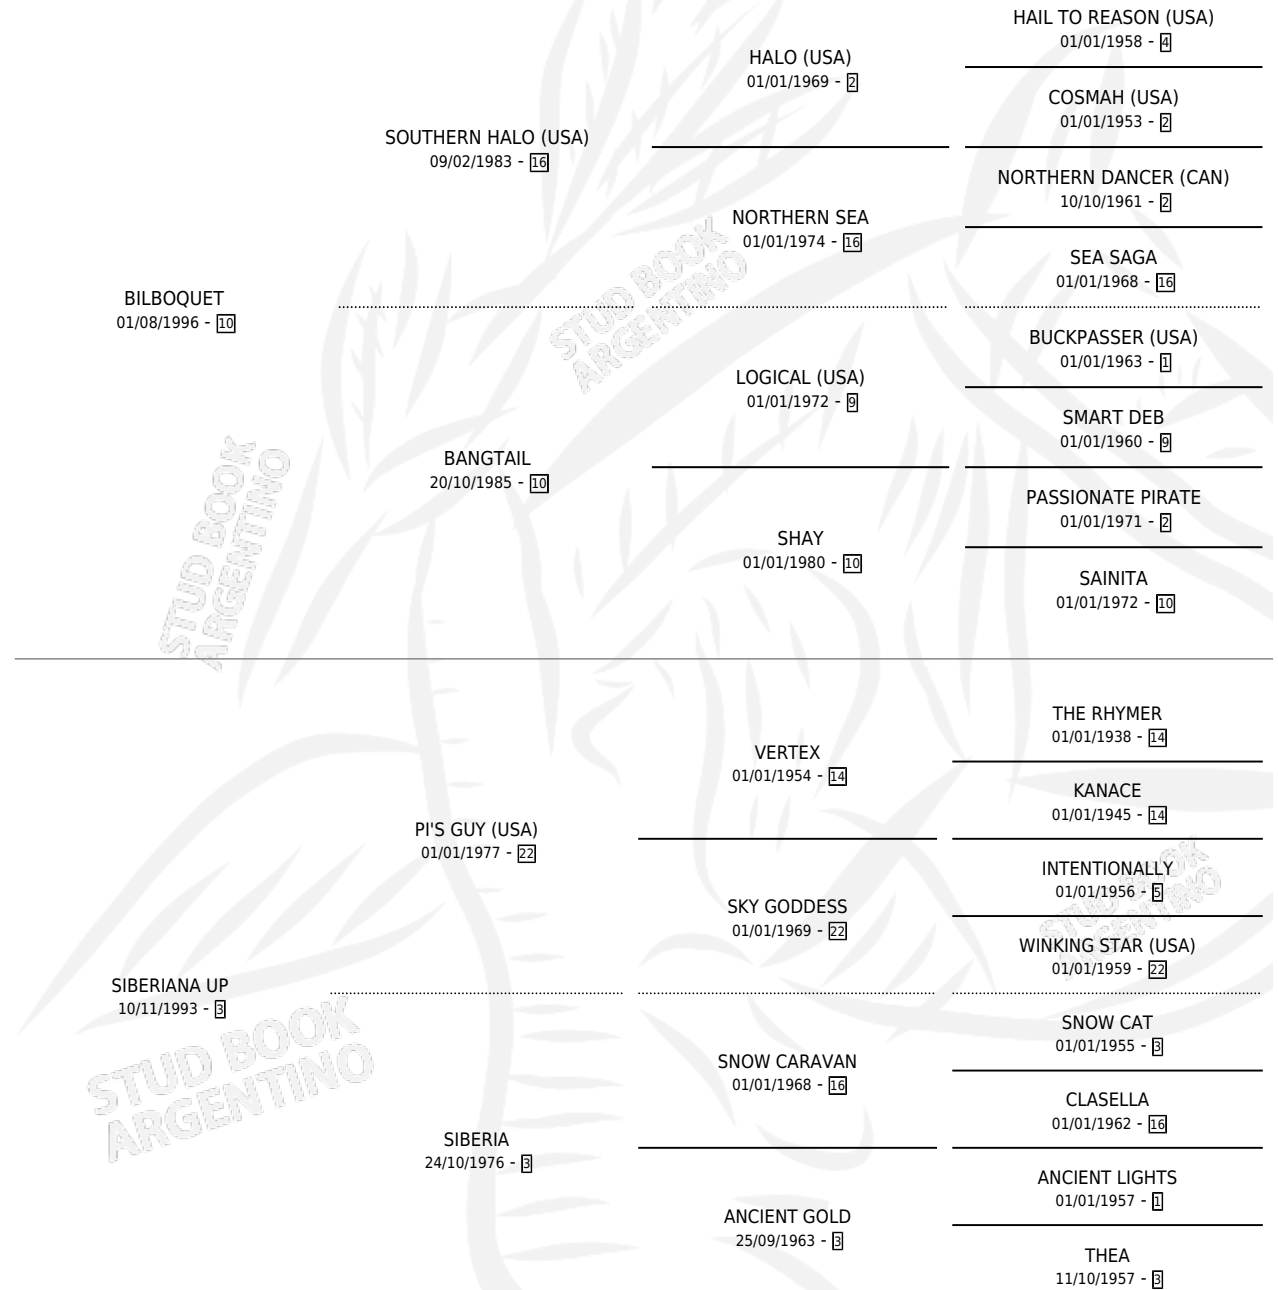 HAIL TO REASON (USA)
01/01/1958 - 4
HALO (USA)
01/01/1969 - 2
COSMAH (USA)
01/01/1953 - 2
SOUTHERN HALO (USA)
09/02/1983 - 16
NORTHERN DANCER (CAN)
10/10/1961 - 2
NORTHERN SEA
01/01/1974 - 16
SEA SAGA
01/01/1968 - 16
BILBOQUET
01/08/1996 - 10
BUCKPASSER (USA)
01/01/1963 - 1
LOGICAL (USA)
01/01/1972 - 9
SMART DEB
01/01/1960 - 9
BANGTAIL
20/10/1985 - 10
PASSIONATE PIRATE
01/01/1971 - 2
SHAY
01/01/1980 - 10
SAINITA
01/01/1972 - 10
STUD BOOK
ARGENTINO
STUD BOOK
ARGENTINO
THE RHYMER
01/01/1938 - 14
VERTEX
01/01/1954 - 14
KANACE
01/01/1945 - 14
PI'S GUY (USA)
01/01/1977 - 22
INTENTIONALLY
01/01/1956 - 5
SKY GODDESS
01/01/1969 - 22
WINKING STAR (USA)
01/01/1959 - 22
SIBERIANA UP
10/11/1993 - 3
SNOW CAT
01/01/1955 - 3
SNOW CARAVAN
01/01/1968 - 16
CLASELLA
01/01/1962 - 16
SIBERIA
24/10/1976 - 3
ANCIENT LIGHTS
01/01/1957 - 1
ANCIENT GOLD
25/09/1963 - 3
THEA
11/10/1957 - 3
STUD BOOK
ARGENTINO
STUD BOOK
ARGENTINO